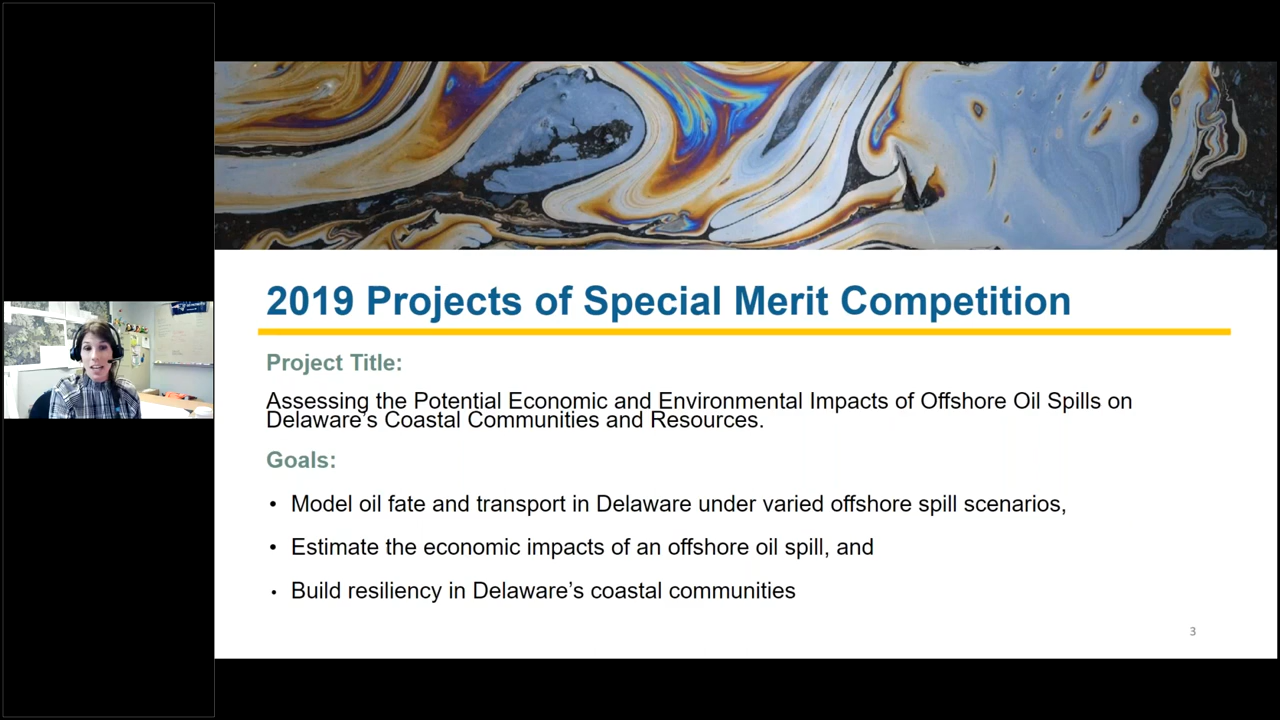 2019 Projects of Special Merit Competition
Project Title:
Assessing the Potential Economic and Environmental Impacts of Offshore Oil Spills on
Delaware's Coastal Communities and Resources.
Goals:
• Model oil fate and transport in Delaware under varied offshore spill scenarios,
• Estimate the economic impacts of an offshore oil spill, and
• Build resiliency in Delaware’s coastal communities
3